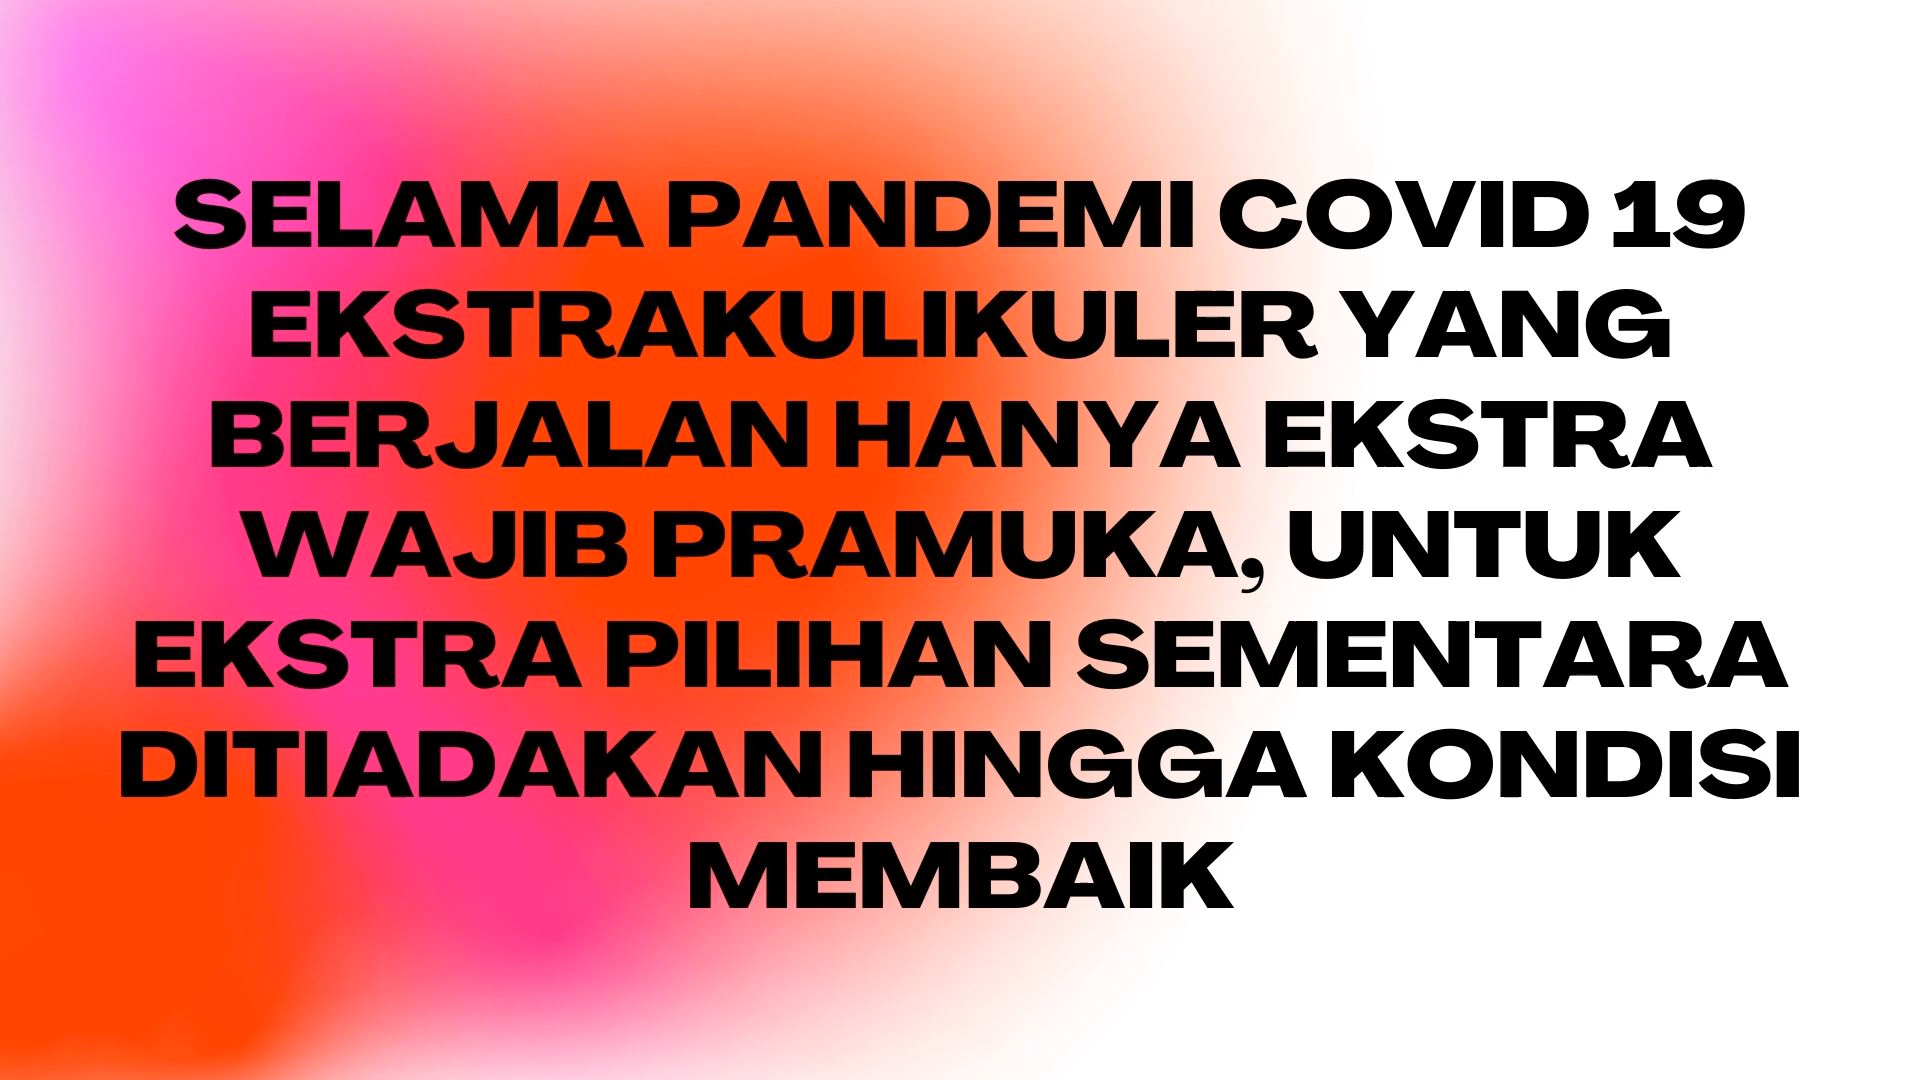 SELAMA PANDEMI COVID 19
EKSTRAKULIKULER YANG
BERJALAN HANYA EKSTRA
WAJIB PRAMUKA, UNTUK
EKSTRA PILIHAN SEMENTARA
DITIADAKAN HINGGA KONDISI
MEMBAIK